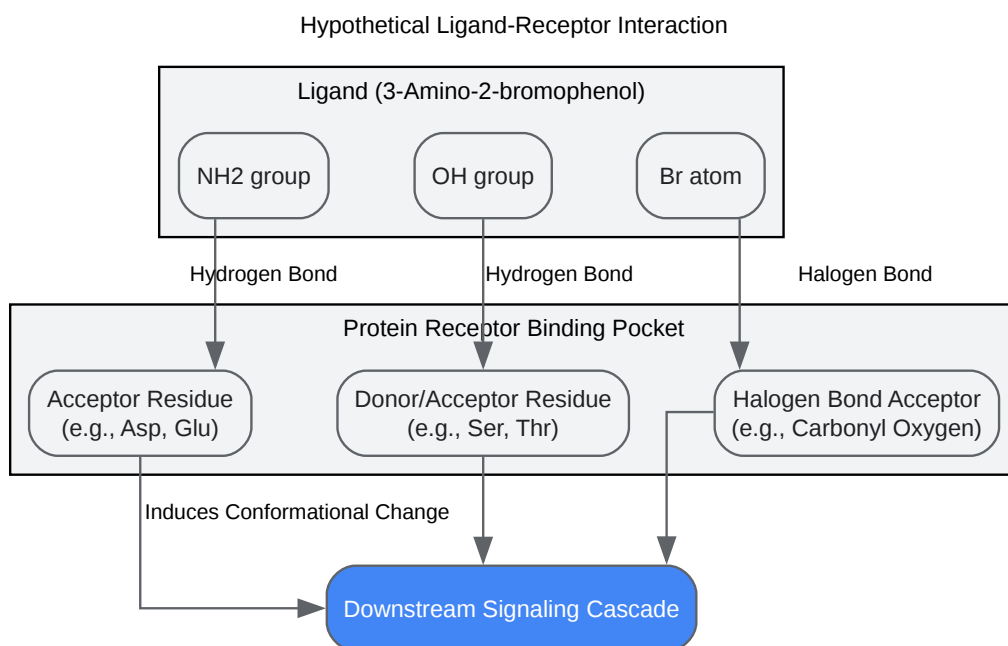 Hypothetical Ligand-Receptor Interaction
Ligand (3-Amino-2-bromophenol)
NH2 group
OH group
Br atom
Hydrogen Bond
Hydrogen Bond
Halogen Bond
Protein Receptor Binding Pocket
Acceptor Residue
(e.g., Asp, Glu)
Donor/Acceptor Residue
(e.g., Ser, Thr)
Halogen Bond Acceptor
(e.g., Carbonyl Oxygen)
Induces Conformational Change
Downstream Signaling Cascade